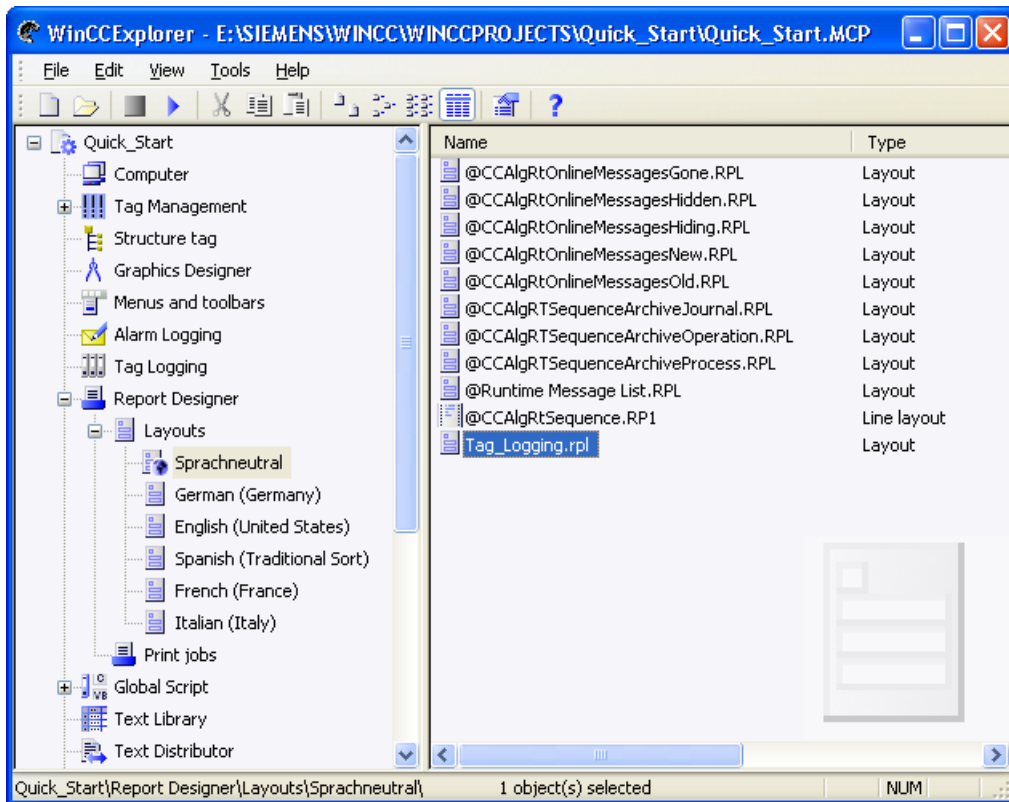 WinCCExplorer - E:\SIEMENS\WINCC\WINCCPROJECTS\Quick_Start\Quick_Start.MCP
File Edit View Tools Help
Quick_Start
Computer
Tag Management
Structure tag
Graphics Designer
Menus and toolbars
Alarm Logging
Tag Logging
Report Designer
Layouts
Sprachneutral
German (Germany)
English (United States)
Spanish (Traditional Sort)
French (France)
Italian (Italy)
Print jobs
Global Script
Text Library
Text Distributor
Name Type
@CCAlgRtOnlineMessagesGone.RPL Layout
@CCAlgRtOnlineMessagesHidden.RPL Layout
@CCAlgRtOnlineMessagesHiding.RPL Layout
@CCAlgRtOnlineMessagesNew.RPL Layout
@CCAlgRtOnlineMessagesOld.RPL Layout
@CCAlgRTSequenceArchiveJournal.RPL Layout
@CCAlgRTSequenceArchiveOperation.RPL Layout
@CCAlgRTSequenceArchiveProcess.RPL Layout
@Runtime Message List.RPL Layout
@CCAlgRtSequence.RP1 Line layout
Tag_Logging.rpl Layout
Quick_Start\Report Designer\Layouts\Sprachneutral\ 1 object(s) selected NUM